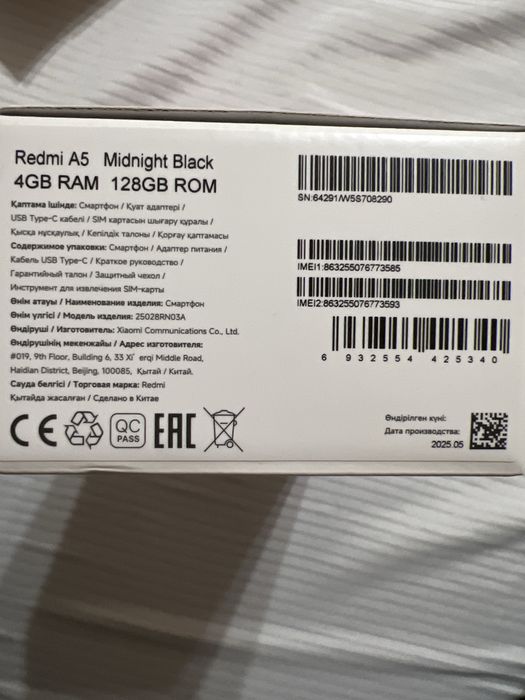 Redmi A5 Midnight Black
4GB RAM 128GB ROM
Қаптама ішінде: Смартфон / Қуат адаптері /
USB Type-C кабелі / SIM картасын шығару құралы /
Қысқа нұсқаулық / Кепілдік талоны / Қорғау қаптамасы
Содержимое упаковки: Смартфон / Адаптер питания /
Кабель USB Type-C / Краткое руководство /
Гарантийный талон / Защитный чехол /
Инструмент для извлечения SIM-карты
Өнім атауы / Наименование изделия: Смартфон
Өнім үлгісі / Модель изделия: 25028RN03A
Өндіруші / Изготовитель: Xiaomi Communications Co., Ltd.
Өндірушінің мекенжайы / Адрес изготовителя:
#019, 9th Floor, Building 6, 33 Xi'erqi Middle Road,
Haidian District, Beijing, 100085, Қытай / Китай.
Сауда белгісі / Торговая марка: Redmi
Қытайда жасалған / Сделано в Китае
CE
QC
PASS
EAC
SN:64291/W5S708290
IMEI1:863255076773585
IMEI2:863255076773593
6 932554 425340
Өндірілген күні:
Дата производства:
2025.05